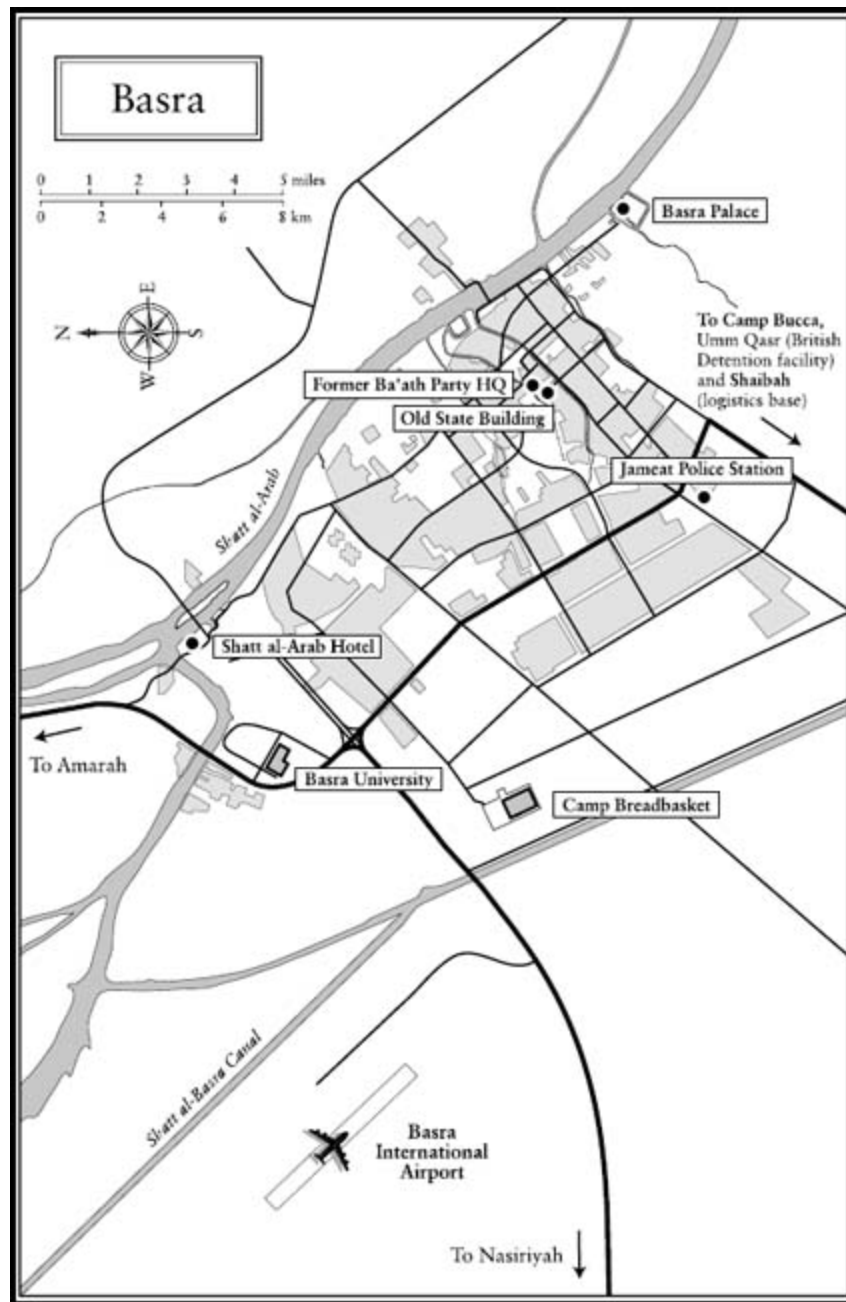 Basra
0 1 2 3 4 5 miles
0 2 4 6 8 km
E
N
S
W
Basra Palace
To Camp Bucca,
Umm Qasr (British
Detention facility)
and Shaibah
(logistics base)
Former Ba'ath Party HQ
Old State Building
Jameat Police Station
Shatt al-Arab
Shatt al-Arab Hotel
To Amarah
Basra University
Camp Breadbasket
Shatt al-Basra Canal
Basra
International
Airport
To Nasiriyah